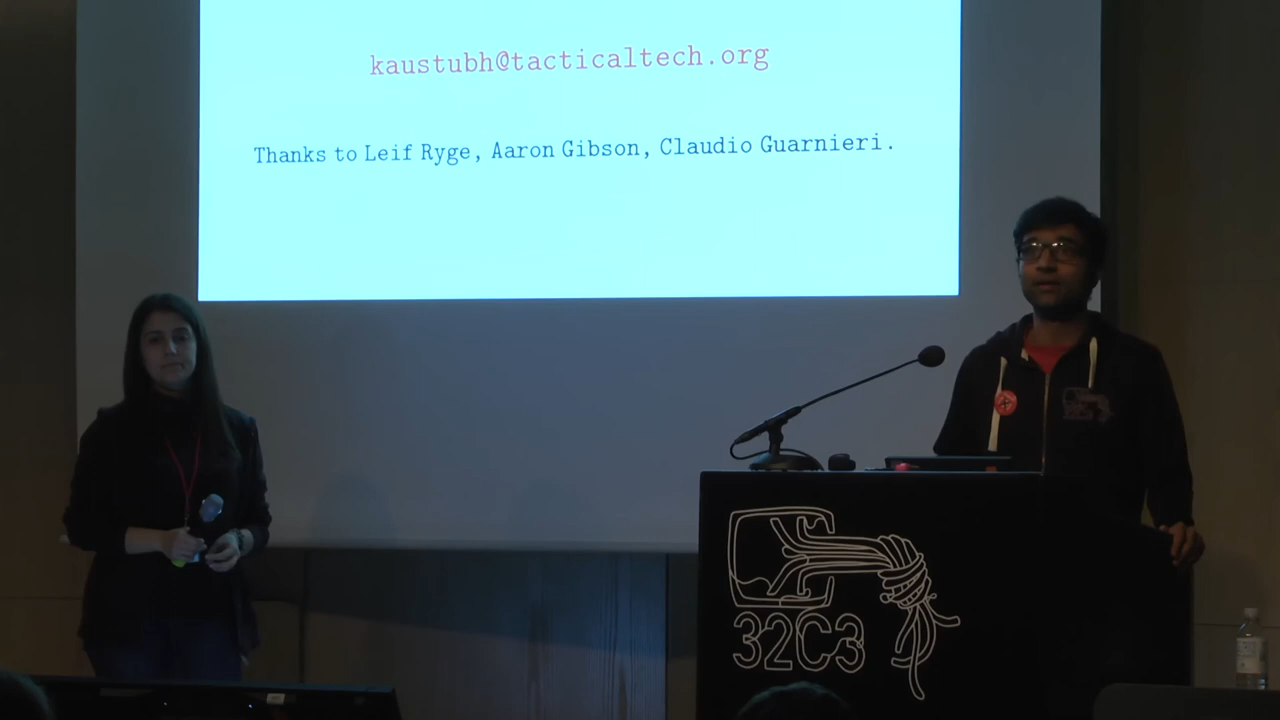 kaustubh@tacticaltech.org
Thanks to Leif Ryge, Aaron Gibson, Claudio Guarnieri.
32C3